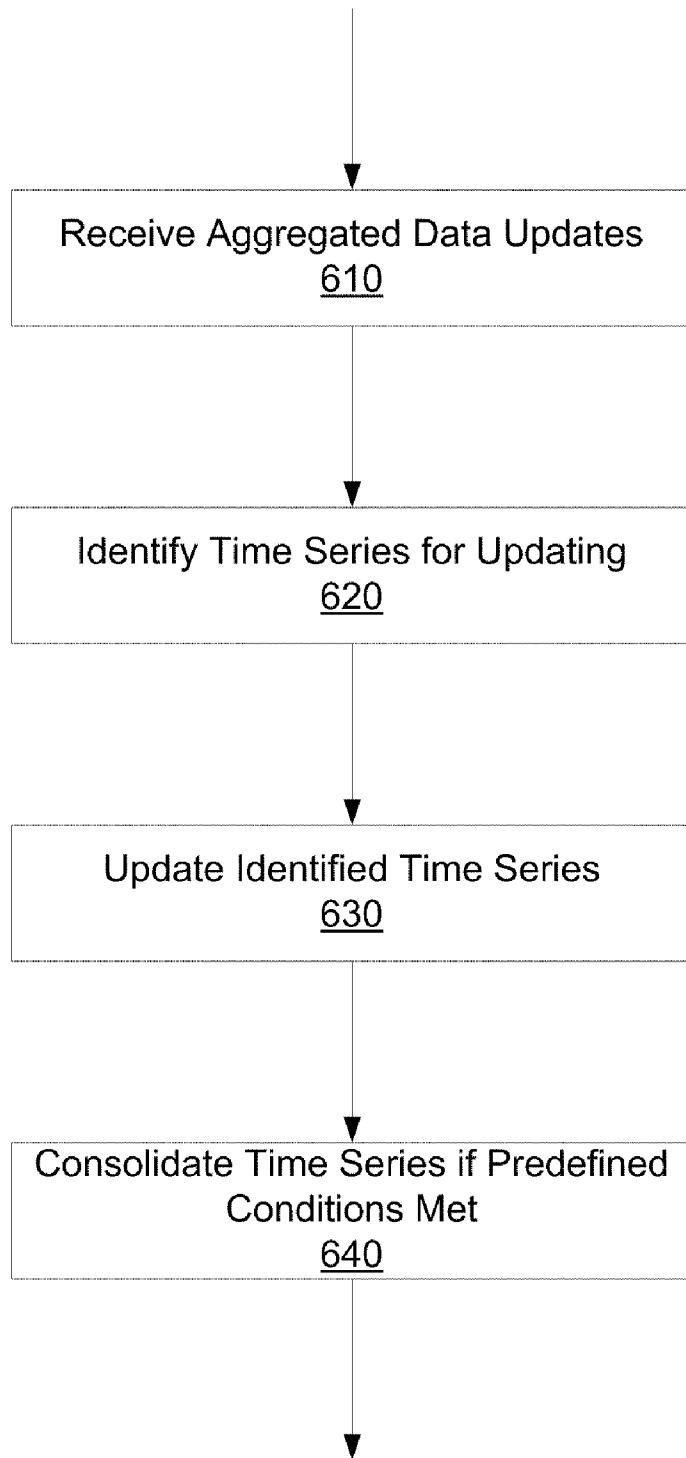 Receive Aggregated Data Updates
610
Identify Time Series for Updating
620
Update Identified Time Series
630
Consolidate Time Series if Predefined
Conditions Met
640